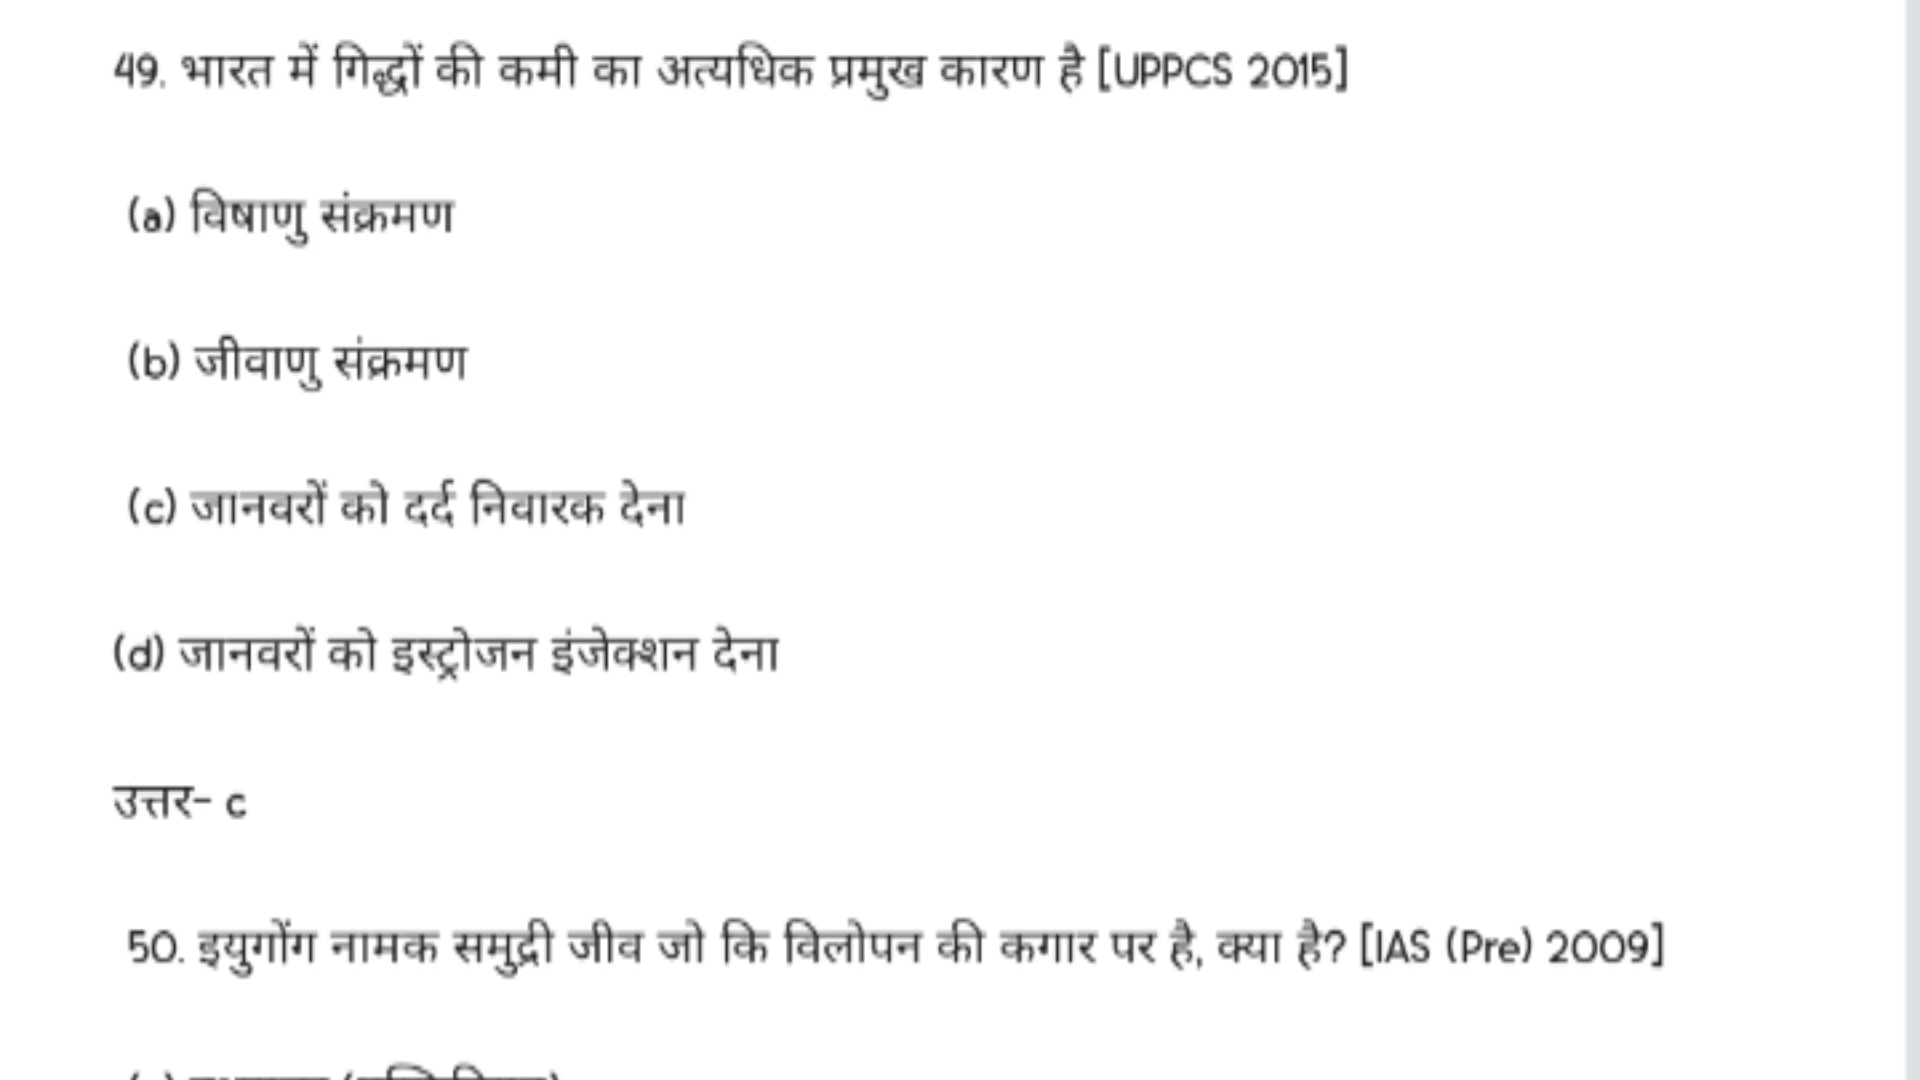 49. भारत में गिद्धों की कमी का अत्यधिक प्रमुख कारण है [UPPCS 2015]
(a) विषाणु संक्रमण
(b) जीवाणु संक्रमण
(c) जानवरों को दर्द निवारक देना
(d) जानवरों को इस्ट्रोजन इंजेक्शन देना
उत्तर- c
50. इयुगोंग नामक समुद्री जीव जो कि विलोपन की कगार पर है, क्या है? [IAS (Pre) 2009]